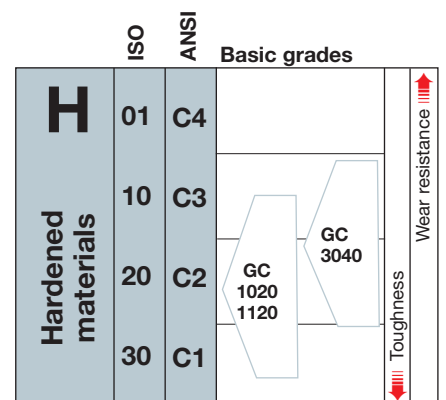 ISO
ANSI
Basic grades
H
Hardened
materials
01
C4
10
C3
20
C2
30
C1
GC
1020
1120
GC
3040
Wear resistance
Toughness